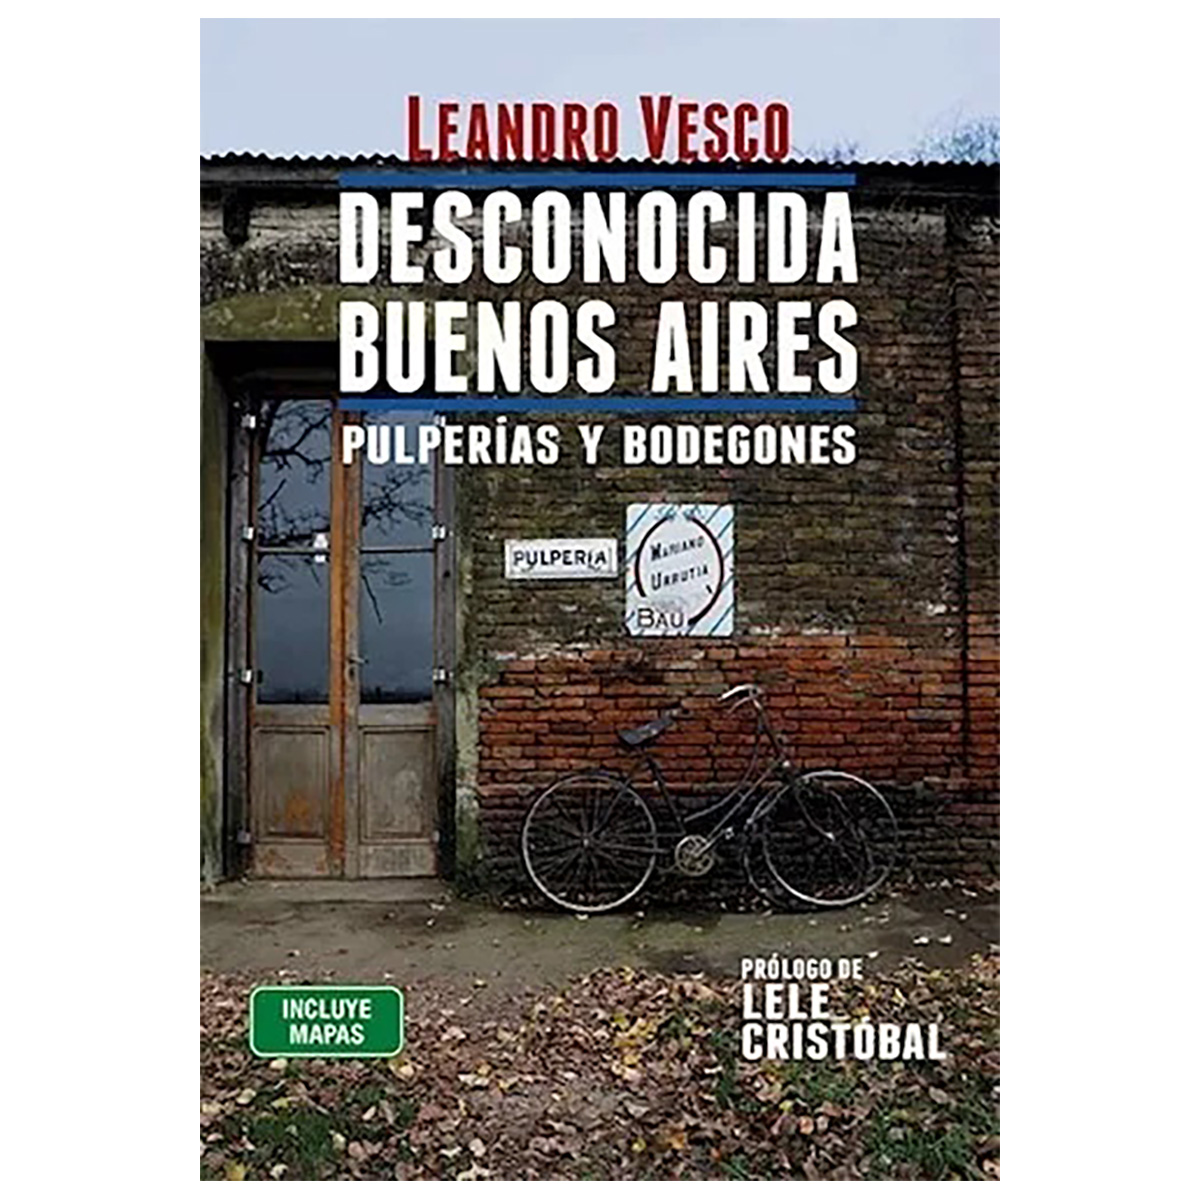 LEANDRO VESCO
DESCONOCIDA
BUENOS AIRES
PULPERÍAS Y BODEGONES
PULPERIA
MARIANO
URRUTIA
BAU
INCLUYE
MAPAS
PRÓLOGO DE
LELE
CRISTÓBAL